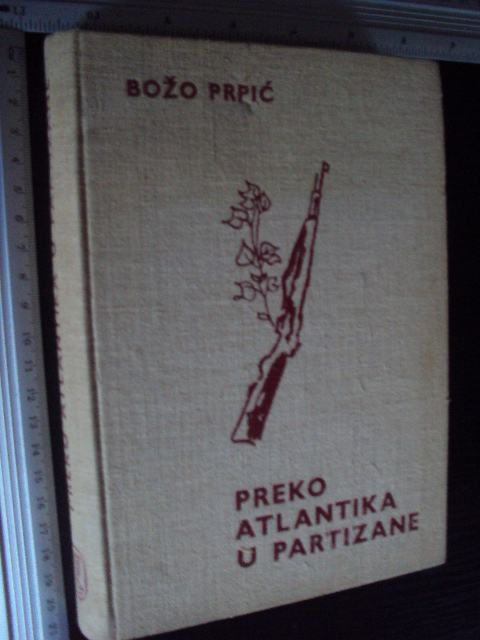 BOŽO PRPIĆ
PREKO
ATLANTIKA
U PARTIZANE